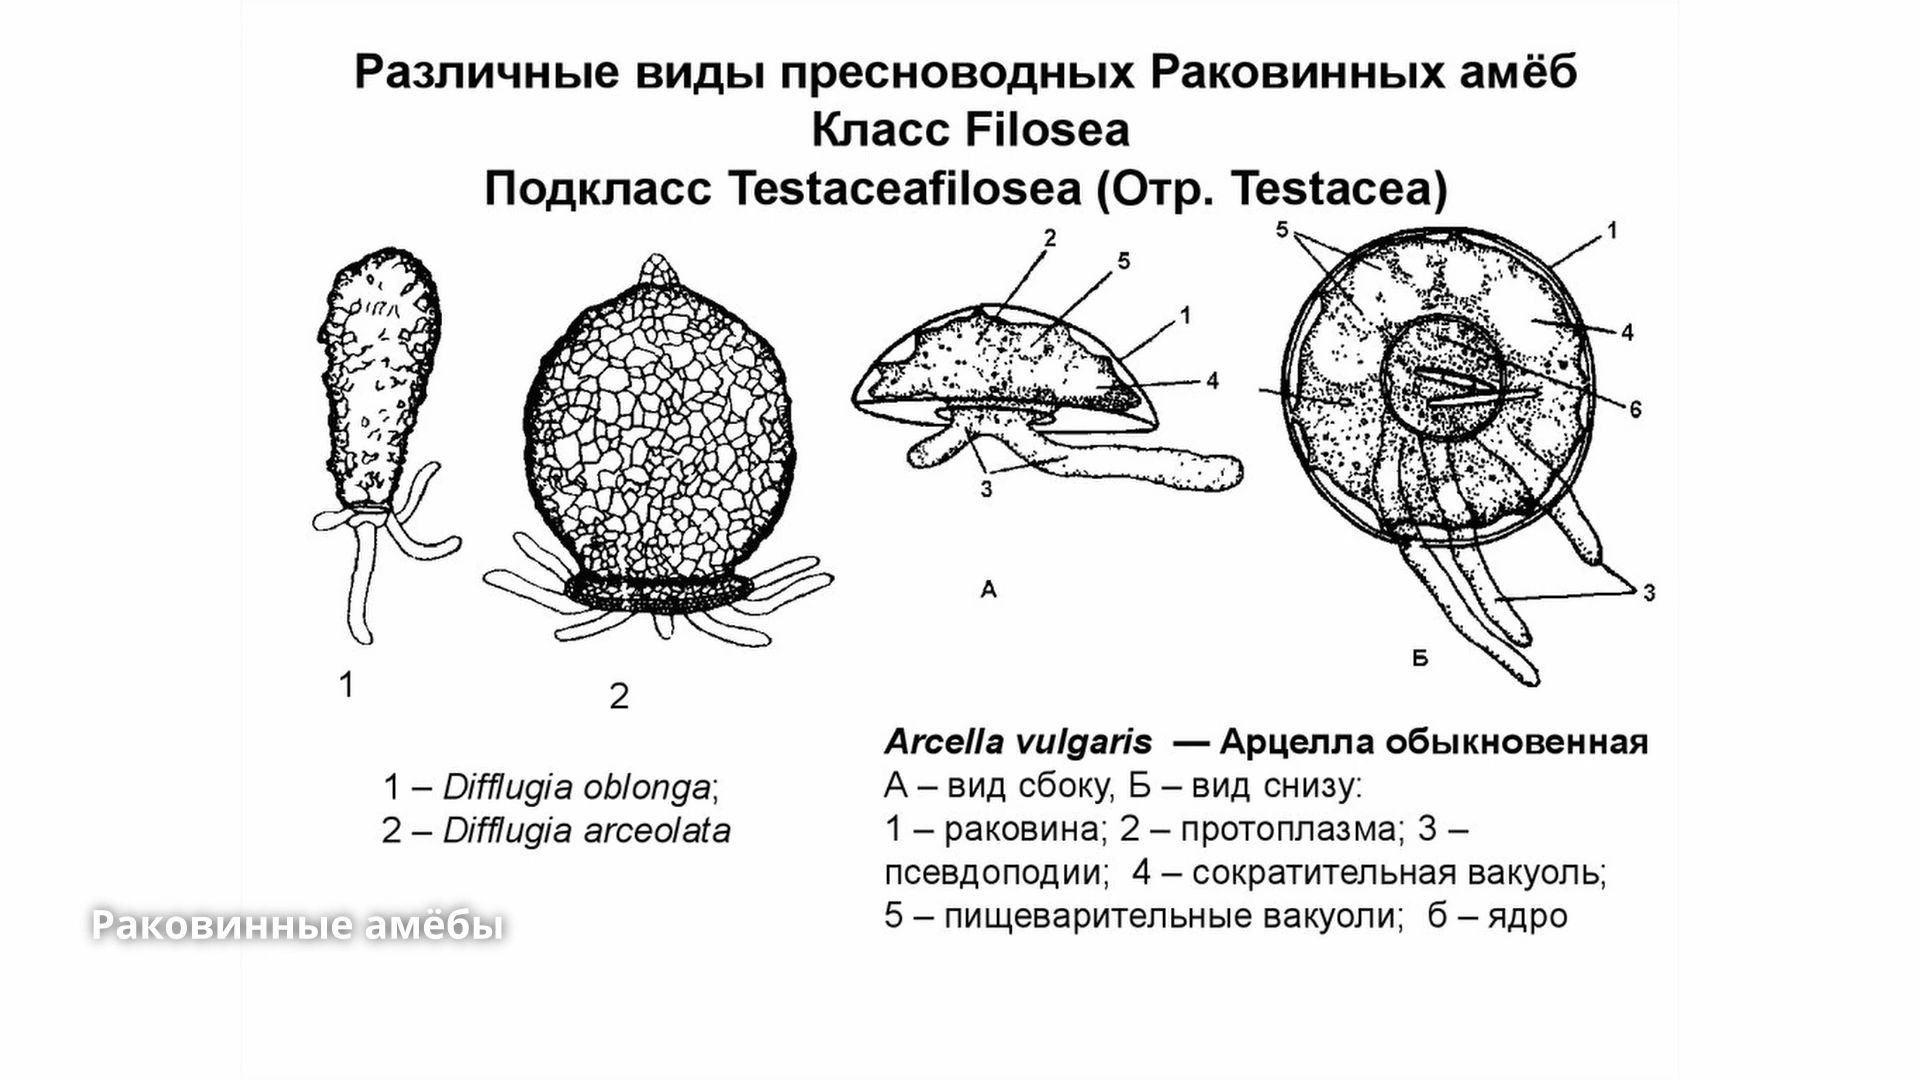 Различные виды пресноводных Раковинных амёб
Класс Filosea
Подкласс Testaceafilosea (Отр. Testacea)
2
5
1
4
3
А
5
1
4
6
3
Б
1
2
1 – Difflugia oblonga;
2 – Difflugia arceolata
Arcella vulgaris — Арцелла обыкновенная
А – вид сбоку, Б – вид снизу:
1 – раковина; 2 – протоплазма; 3 –
псевдоподии; 4 – сократительная вакуоль;
5 – пищеварительные вакуоли; б – ядро
Раковинные амёбы